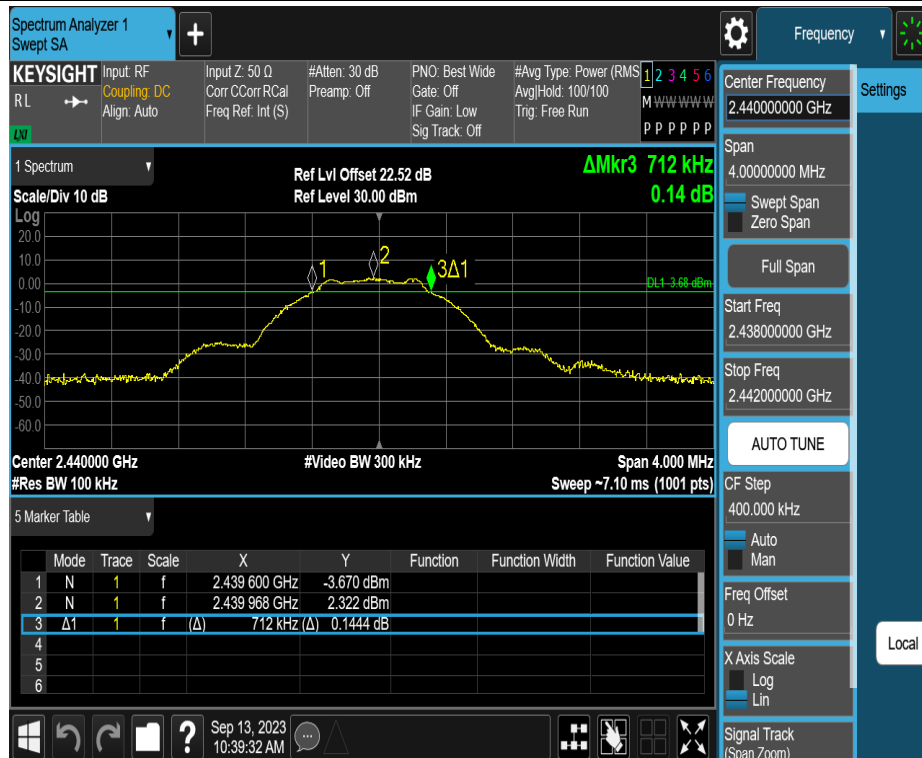 Spectrum Analyzer 1
Swept SA
+
Frequency
KEYSIGHT
RL
LXI
Input: RF
Coupling: DC
Align: Auto
Input Z: 50 Ω
Corr CCorr RCal
Freq Ref: Int (S)
#Atten: 30 dB
Preamp: Off
PNO: Best Wide
Gate: Off
IF Gain: Low
Sig Track: Off
#Avg Type: Power (RMS
Avg|Hold: 100/100
Trig: Free Run
1 2 3 4 5 6
M W W W W W
P P P P P P
Center Frequency
2.440000000 GHz
Settings
Span
4.00000000 MHz
Swept Span
Zero Span
Full Span
Start Freq
2.438000000 GHz
Stop Freq
2.442000000 GHz
AUTO TUNE
CF Step
400.000 kHz
Auto
Man
Freq Offset
0 Hz
X Axis Scale
Log
Lin
Signal Track
(Span Zoom)
Local
1 Spectrum
Scale/Div 10 dB
Ref Lvl Offset 22.52 dB
Ref Level 30.00 dBm
ΔMkr3 712 kHz
0.14 dB
Log
20.0
10.0
0.00
-10.0
-20.0
-30.0
-40.0
-50.0
-60.0
1
2
3Δ1
DL1 -3.68 dBm
Center 2.440000 GHz
#Video BW 300 kHz
Span 4.000 MHz
#Res BW 100 kHz
Sweep ~7.10 ms (1001 pts)
5 Marker Table
Mode Trace Scale X Y Function Function Width Function Value
1 N 1 f 2.439 600 GHz -3.670 dBm
2 N 1 f 2.439 968 GHz 2.322 dBm
3 Δ1 1 f (Δ) 712 kHz (Δ) 0.1444 dB
4
5
6
?
Sep 13, 2023
10:39:32 AM